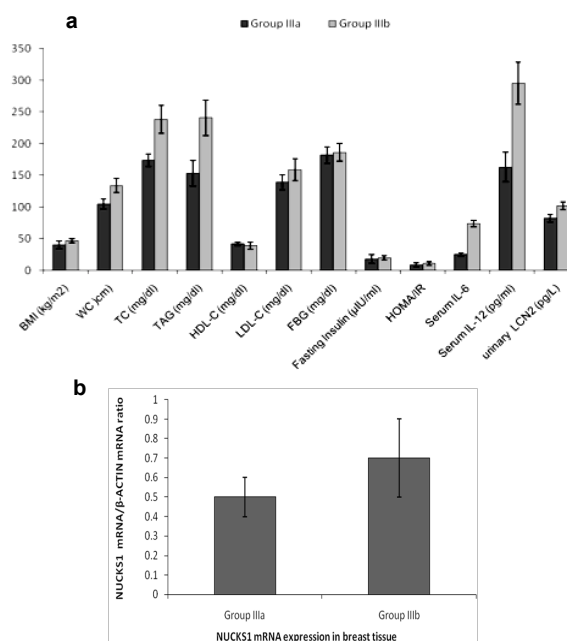 a
Group IIIa
Group IIIb
350
300
250
200
150
100
50
0
BMI (kg/m2)
WC )cm)
TC (mg/dl)
TAG (mg/dl)
HDL-C (mg/dl)
LDL-C (mg/dl)
FBG (mg/dl)
Fasting Insulin (µIU/ml)
HOMA/IR
Serum IL-6
Serum IL-12 (pg/ml)
urinary LCN2 (pg/L)
b
NUCKS1 mRNA/β-ACTIN mRNA ratio
1
0.9
0.8
0.7
0.6
0.5
0.4
0.3
0.2
0.1
0
Group IIIa
Group IIIb
NUCKS1 mRNA expression in breast tissue